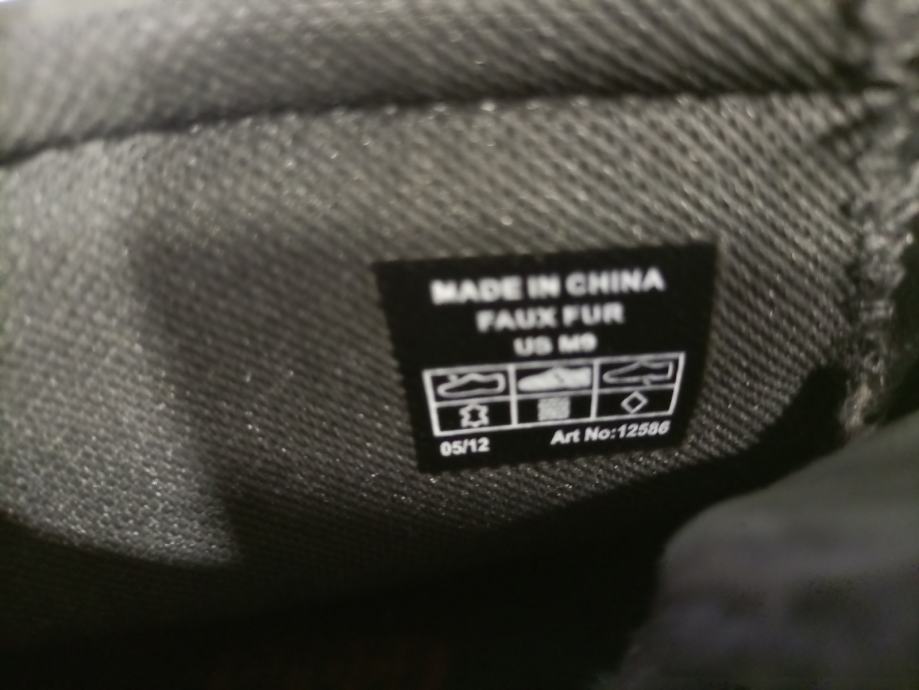 MADE IN CHINA
FAUX FUR
US M9
05/12 Art No:12586